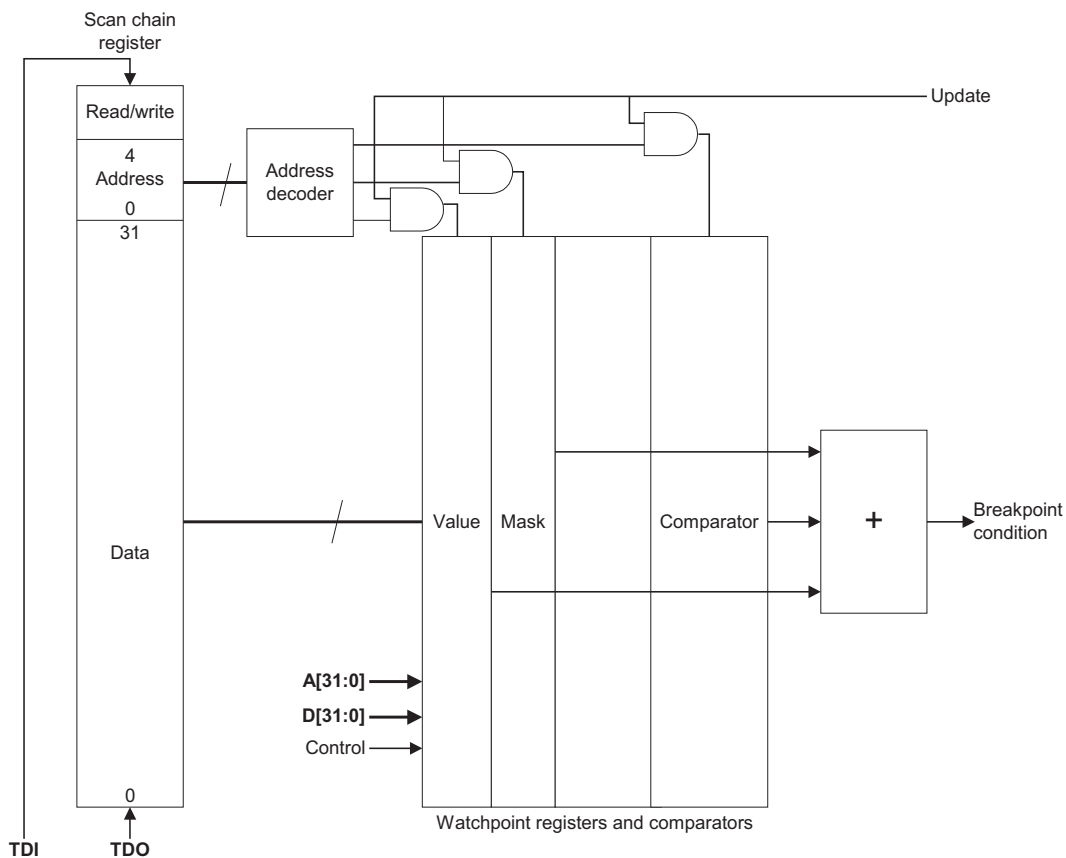 Scan chain
register
Read/write
Update
4
Address
0
Address
decoder
31
Value
Mask
Comparator
+
Breakpoint
condition
Data
A[31:0]
D[31:0]
Control
0
Watchpoint registers and comparators
TDI
TDO